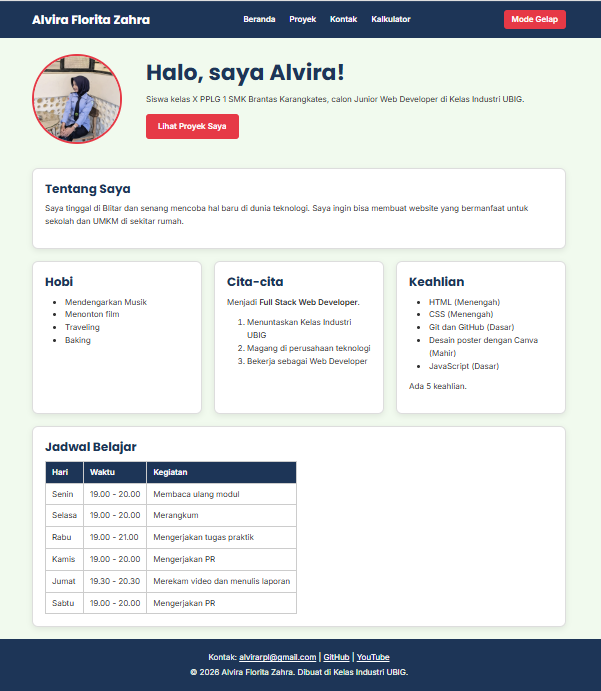 Alvira Florita Zahra
Beranda Proyek Kontak Kalkulator
Mode Gelap
Halo, saya Alvira!
Siswa kelas X PPLG 1 SMK Brantas Karangkates, calon Junior Web Developer di Kelas Industri UBIG.
Lihat Proyek Saya
Tentang Saya
Saya tinggal di Blitar dan senang mencoba hal baru di dunia teknologi. Saya ingin bisa membuat website yang bermanfaat untuk
sekolah dan UMKM di sekitar rumah.
Hobi
Mendengarkan Musik
Menonton film
Traveling
Baking
Cita-cita
Menjadi Full Stack Web Developer.
1. Menuntaskan Kelas Industri
UBIG
2. Magang di perusahaan teknologi
3. Bekerja sebagai Web Developer
Keahlian
HTML (Menengah)
CSS (Menengah)
Git dan GitHub (Dasar)
Desain poster dengan Canva
(Mahir)
JavaScript (Dasar)
Ada 5 keahlian.
Jadwal Belajar
Hari Waktu Kegiatan
Senin 19.00 - 20.00 Membaca ulang modul
Selasa 19.00 - 20.00 Merangkum
Rabu 19.00 - 21.00 Mengerjakan tugas praktik
Kamis 19.00 - 20.00 Mengerjakan PR
Jumat 19.30 - 20.30 Merekam video dan menulis laporan
Sabtu 19.00 - 20.00 Mengerjakan PR
Kontak: alvirarpl@gmail.com | GitHub | YouTube
© 2026 Alvira Florita Zahra. Dibuat di Kelas Industri UBIG.